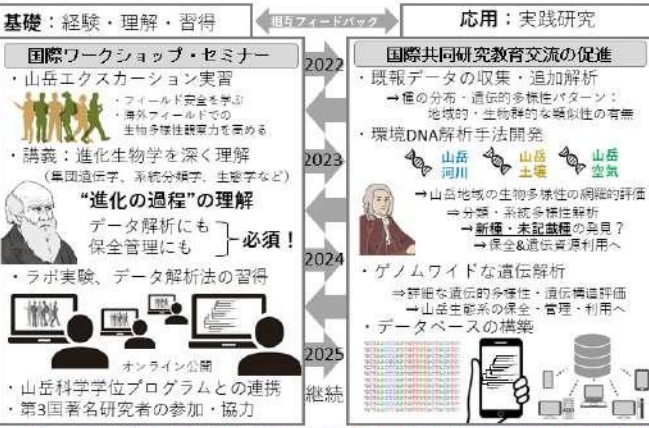 基礎：経験・理解・習得
相互フィードバック
応用：実践研究
国際ワークショップ・セミナー
・山岳エクスカーション実習
・フィールド安全を学ぶ
・海外フィールドでの
生物多様性観察力を高める
・講義：進化生物学を深く理解
（集団遺伝学、系統分類学、生態学など）
“進化の過程”の理解
データ解析にも
保全管理にも
必須！
・ラボ実験、データ解析法の習得
オンライン公開
・山岳科学学位プログラムとの連携
・第3国著名研究者の参加・協力
2022
2023
2024
2025
継続
国際共同研究教育交流の促進
・既報データの収集・追加解析
→種の分布・遺伝的多様性パターン：
地域的・生物群的な類似性の有無
・環境DNA解析手法開発
山岳
河川
山岳
土壌
山岳
空気
→山岳地域の生物多様性の網羅的評価
⇒分類・系統多様性解析
→新種・未記載種の発見？
→保全&遺伝資源利用へ
・ゲノムワイドな遺伝解析
⇒詳細な遺伝的多様性・遺伝構造評価
→山岳生態系の保全・管理・利用へ
・データベースの構築